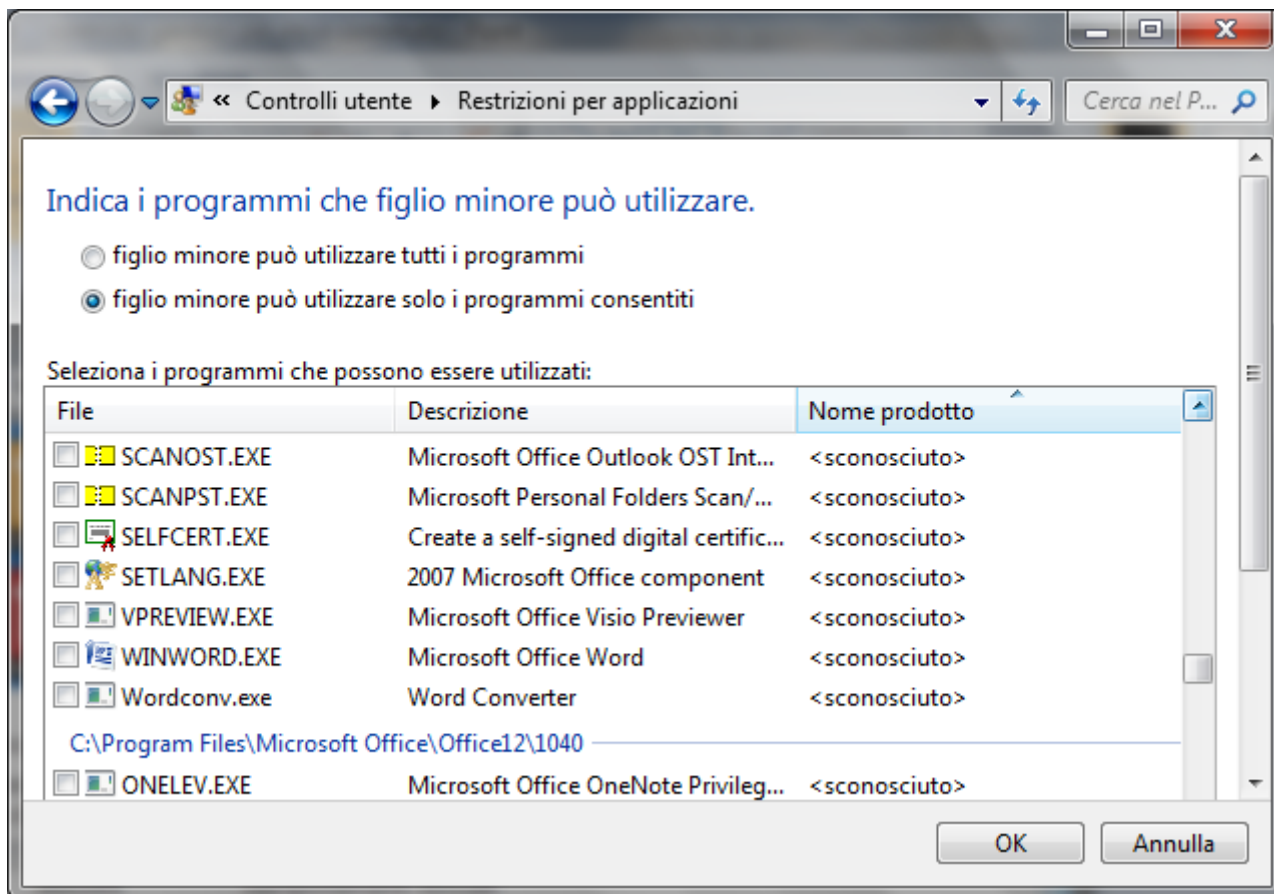 « Controlli utente Restrizioni per applicazioni Cerca nel P...
Indica i programmi che figlio minore può utilizzare.
figlio minore può utilizzare tutti i programmi
figlio minore può utilizzare solo i programmi consentiti
Seleziona i programmi che possono essere utilizzati:
File Descrizione Nome prodotto
SCANOST.EXE Microsoft Office Outlook OST Int... <sconosciuto>
SCANPST.EXE Microsoft Personal Folders Scan/... <sconosciuto>
SELFCERT.EXE Create a self-signed digital certific... <sconosciuto>
SETLANG.EXE 2007 Microsoft Office component <sconosciuto>
VPREVIEW.EXE Microsoft Office Visio Previewer <sconosciuto>
WINWORD.EXE Microsoft Office Word <sconosciuto>
Wordconv.exe Word Converter <sconosciuto>
C:\Program Files\Microsoft Office\Office12\1040
ONELEV.EXE Microsoft Office OneNote Privileg... <sconosciuto>
OK Annulla